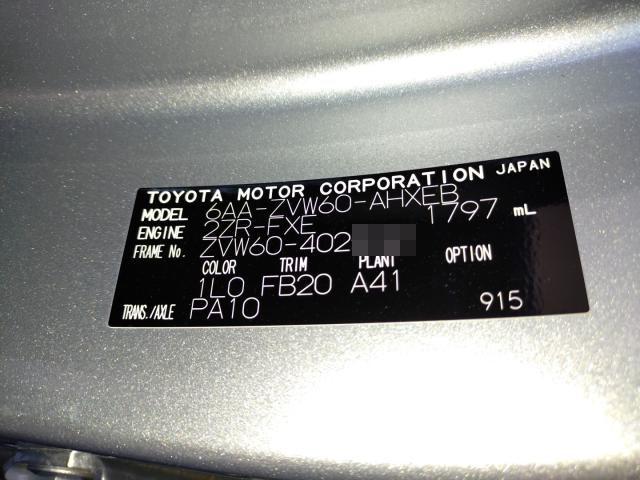 TOYOTA MOTOR CORPORATION JAPAN
MODEL 6AA-ZVW60-AHXEB
ENGINE 2ZR-FXE 1797 mL
FRAME No. ZVW60-402
COLOR TRIM PLANT OPTION
1L0 FB20 A41
TRANS./AXLE PA10 915